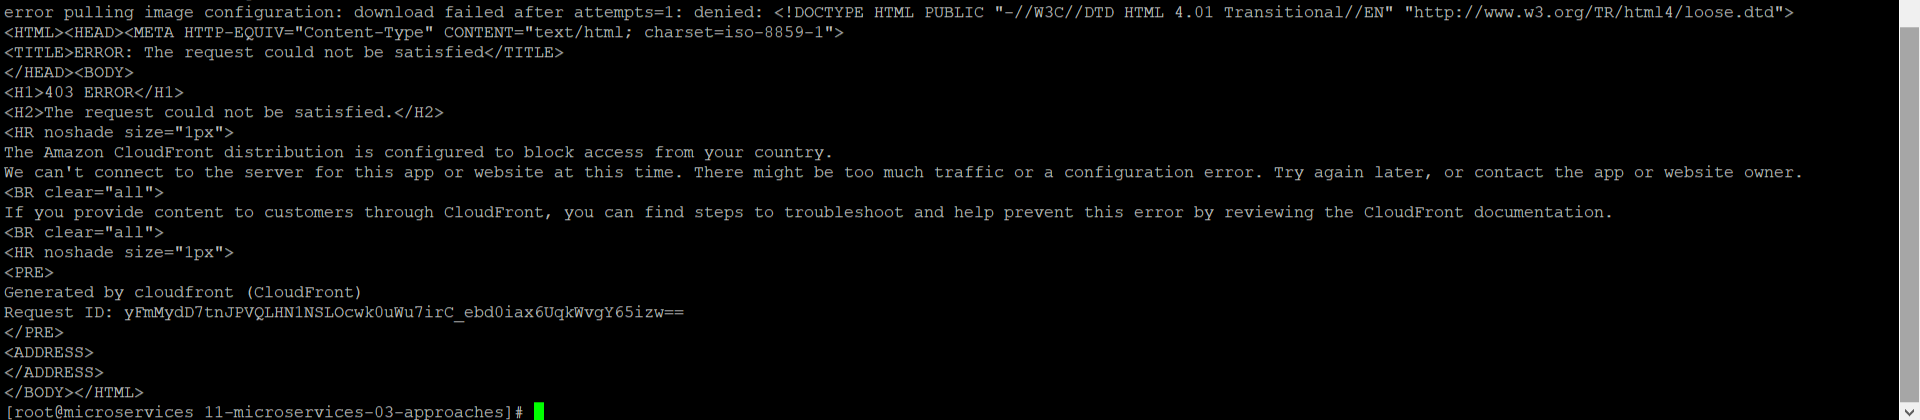 error pulling image configuration: download failed after attempts=1: denied: <!DOCTYPE HTML PUBLIC "-//W3C//DTD HTML 4.01 Transitional//EN" "http://www.w3.org/TR/html4/loose.dtd">
<HTML><HEAD><META HTTP-EQUIV="Content-Type" CONTENT="text/html; charset=iso-8859-1">
<TITLE>ERROR: The request could not be satisfied</TITLE>
</HEAD><BODY>
<H1>403 ERROR</H1>
<H2>The request could not be satisfied.</H2>
<HR noshade size="1px">
The Amazon CloudFront distribution is configured to block access from your country.
We can't connect to the server for this app or website at this time. There might be too much traffic or a configuration error. Try again later, or contact the app or website owner.
<BR clear="all">
If you provide content to customers through CloudFront, you can find steps to troubleshoot and help prevent this error by reviewing the CloudFront documentation.
<BR clear="all">
<HR noshade size="1px">
<PRE>
Generated by cloudfront (CloudFront)
Request ID: yFmMydD7tnJPVQLHN1NSLOcwk0uWu7irC_ebd0iax6UqkWvgY65izw==
</PRE>
<ADDRESS>
</ADDRESS>
</BODY></HTML>
[root@microservices 11-microservices-03-approaches]#